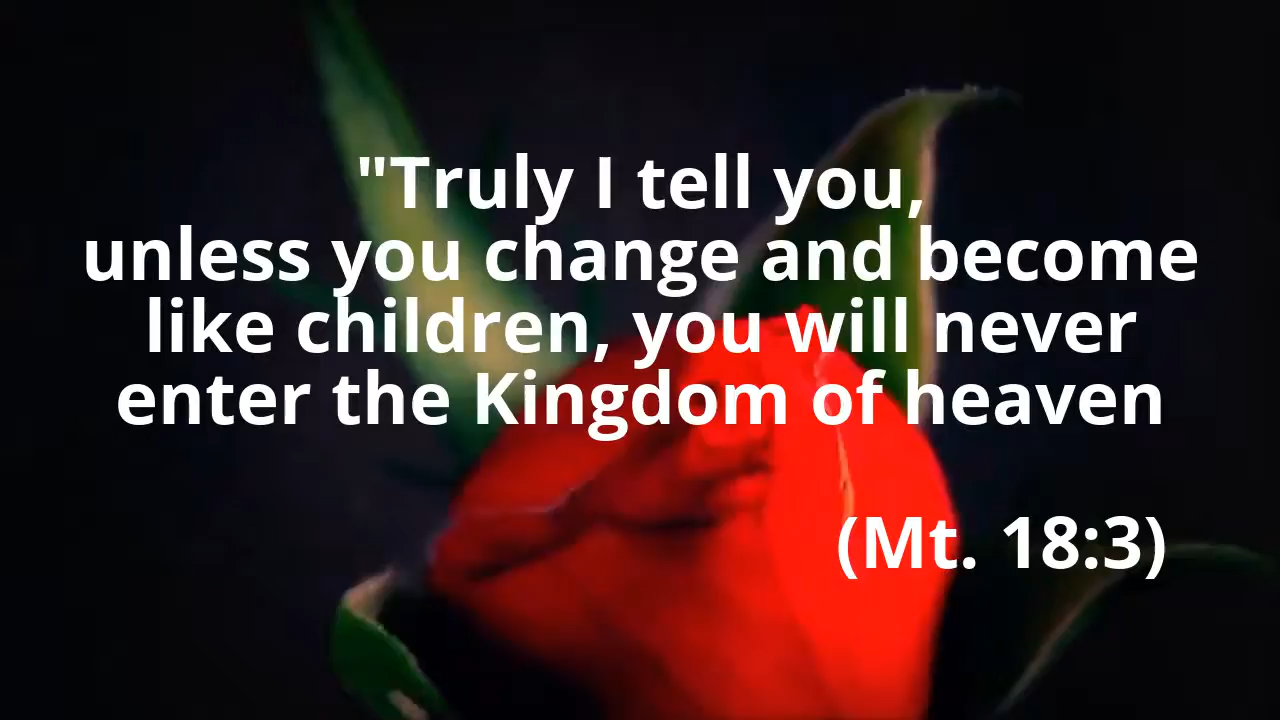 "Truly I tell you,
unless you change and become
like children, you will never
enter the Kingdom of heaven
(Mt. 18:3)